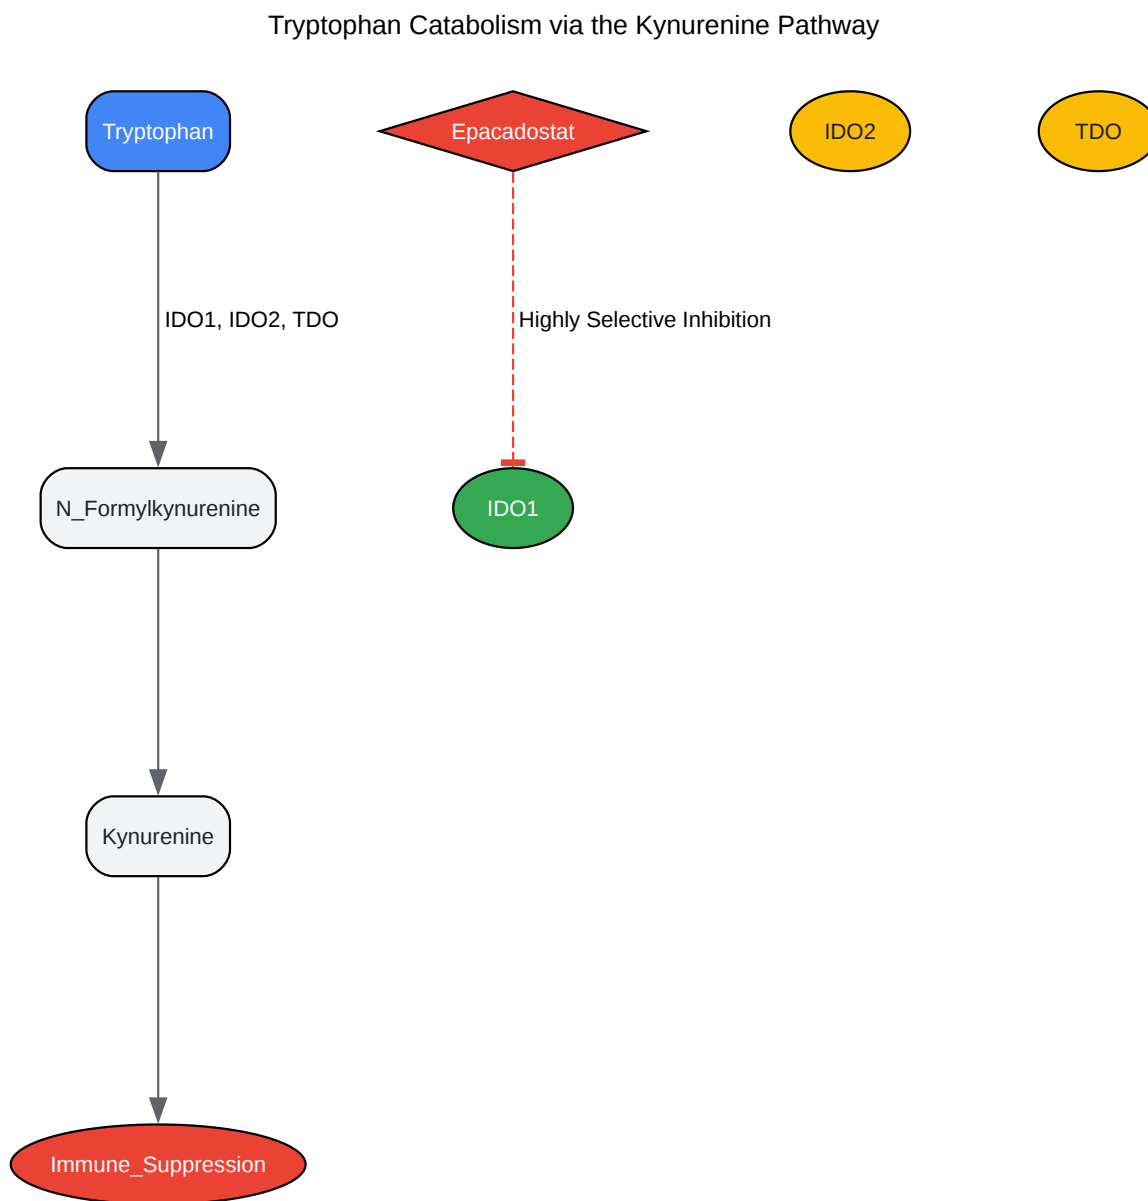 Tryptophan Catabolism via the Kynurenine Pathway
Tryptophan
Epacadostat
IDO2
TDO
IDO1, IDO2, TDO
Highly Selective Inhibition
N_Formylkynurenine
IDO1
Kynurenine
Immune_Suppression